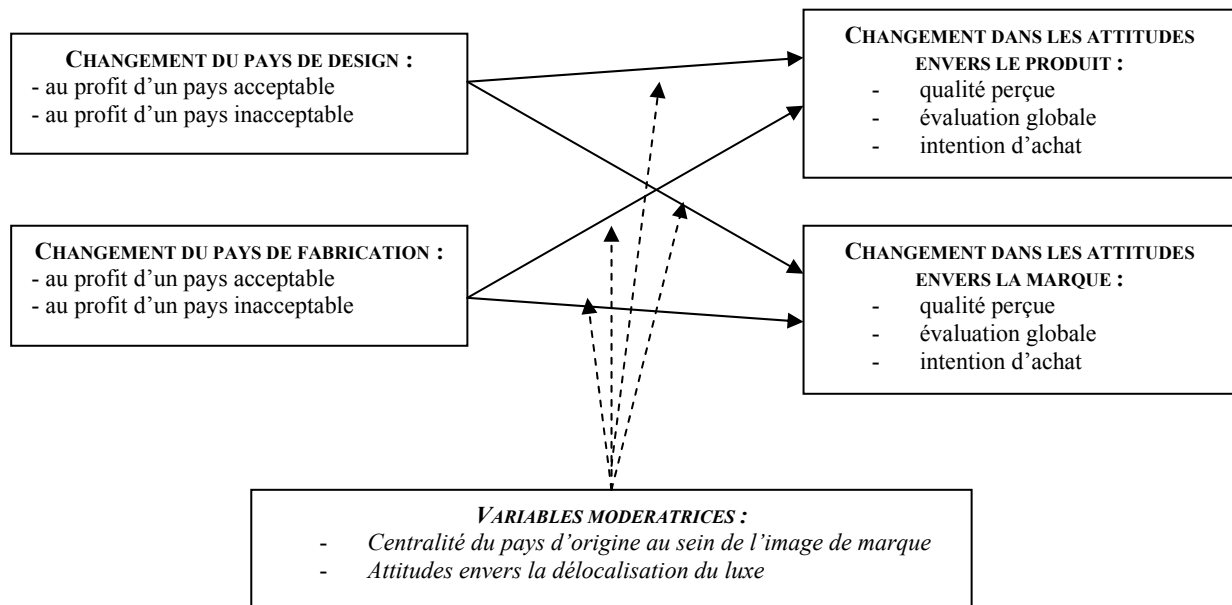 CHANGEMENT DU PAYS DE DESIGN :
- au profit d’un pays acceptable
- au profit d’un pays inacceptable
CHANGEMENT DANS LES ATTITUDES
ENVERS LE PRODUIT :
- qualité perçue
- évaluation globale
- intention d’achat
CHANGEMENT DU PAYS DE FABRICATION :
- au profit d’un pays acceptable
- au profit d’un pays inacceptable
CHANGEMENT DANS LES ATTITUDES
ENVERS LA MARQUE :
- qualité perçue
- évaluation globale
- intention d’achat
VARIABLES MODERATRICES :
- Centralité du pays d’origine au sein de l’image de marque
- Attitudes envers la délocalisation du luxe